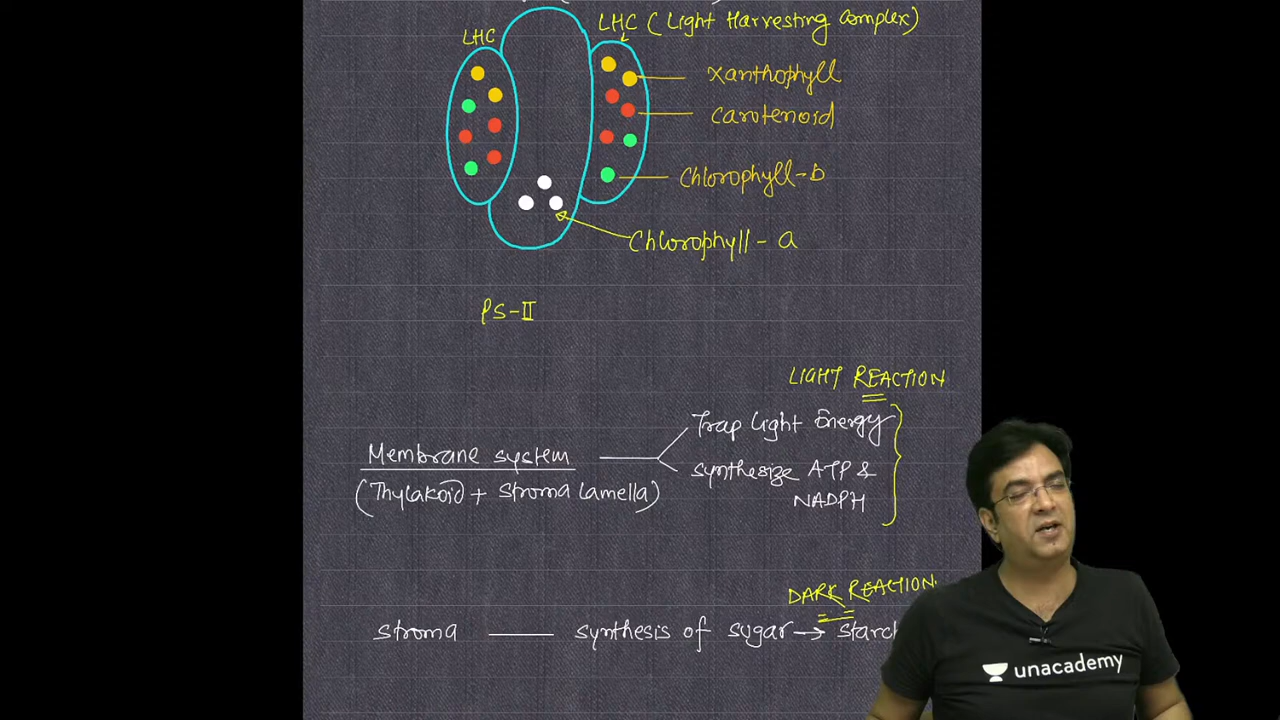 LHC
LHC (Light Harvesting Complex)
xanthophyll
carotenoid
chlorophyll-b
Chlorophyll-a
PS-II
LIGHT REACTION
Membrane system
(Thylakoid + stroma lamella)
Trap light Energy
synthesize ATP &
NADPH
DARK REACTION
stroma — synthesis of sugar → starch
unacademy